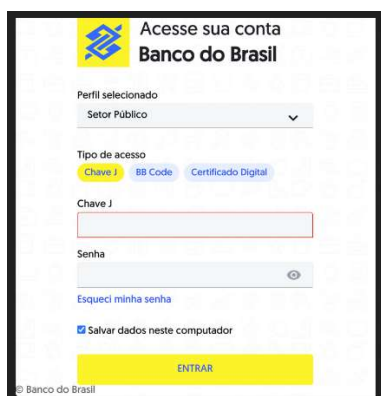 Acesse sua conta
Banco do Brasil
Perfil selecionado
Setor Público
Tipo de acesso
Chave J BB Code Certificado Digital
Chave J
Senha
Esqueci minha senha
Salvar dados neste computador
ENTRAR
© Banco do Brasil